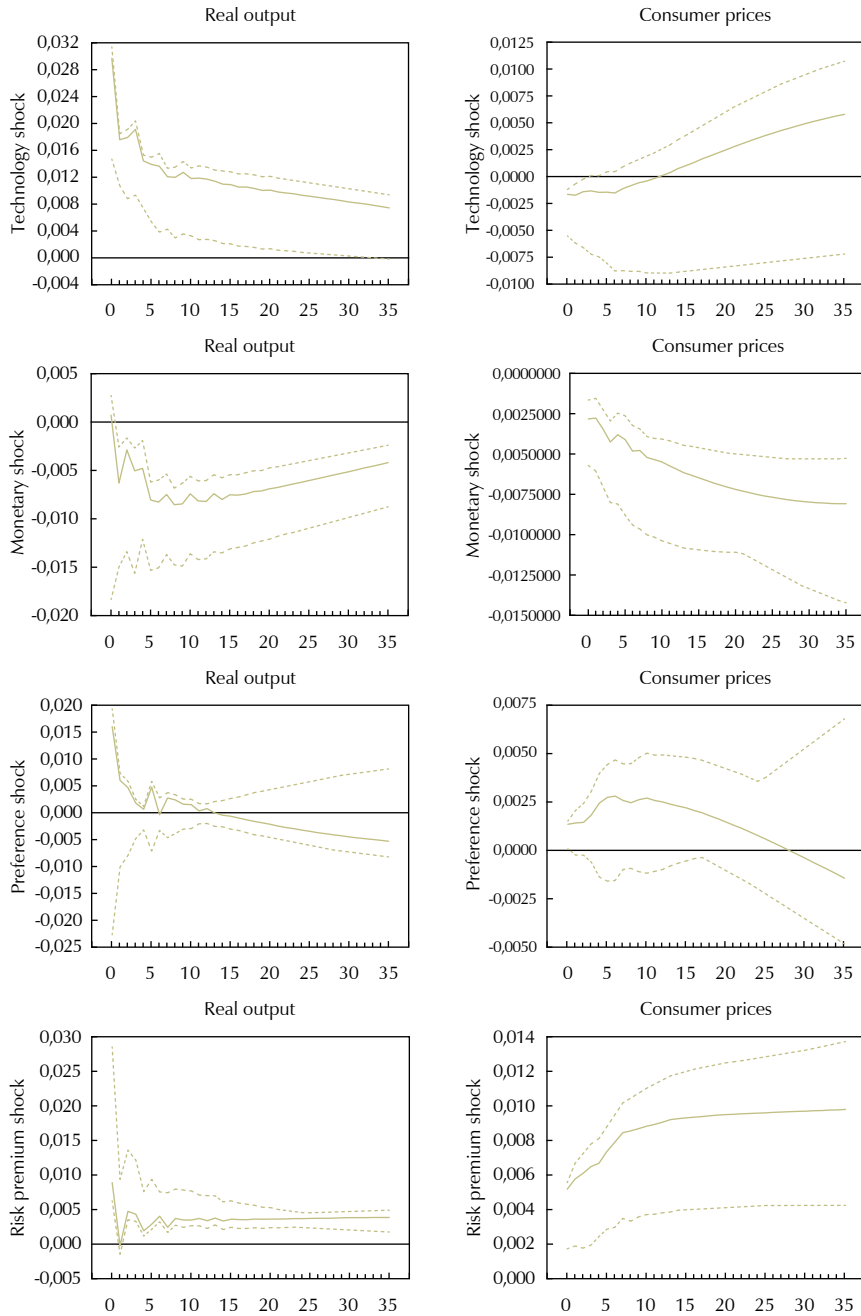 Real output
Technology shock
0,032
0,028
0,024
0,020
0,016
0,012
0,008
0,004
0,000
-0,004
0 5 10 15 20 25 30 35
Consumer prices
Technology shock
0,0125
0,0100
0,0075
0,0050
0,0025
0,0000
-0,0025
-0,0050
-0,0075
-0,0100
0 5 10 15 20 25 30 35
Real output
Monetary shock
0,005
0,000
-0,005
-0,010
-0,015
-0,020
0 5 10 15 20 25 30 35
Consumer prices
Monetary shock
0,0000000
0,0025000
0,0050000
-0,0075000
-0,0100000
-0,0125000
-0,0150000
0 5 10 15 20 25 30 35
Real output
Preference shock
0,020
0,015
0,010
0,005
0,000
-0,005
-0,010
-0,015
-0,020
-0,025
0 5 10 15 20 25 30 35
Consumer prices
Preference shock
0,0075
0,0050
0,0025
0,0000
-0,0025
-0,0050
0 5 10 15 20 25 30 35
Real output
Risk premium shock
0,030
0,025
0,020
0,015
0,010
0,005
0,000
-0,005
0 5 10 15 20 25 30 35
Consumer prices
Risk premium shock
0,014
0,012
0,010
0,008
0,006
0,004
0,002
0,000
0 5 10 15 20 25 30 35